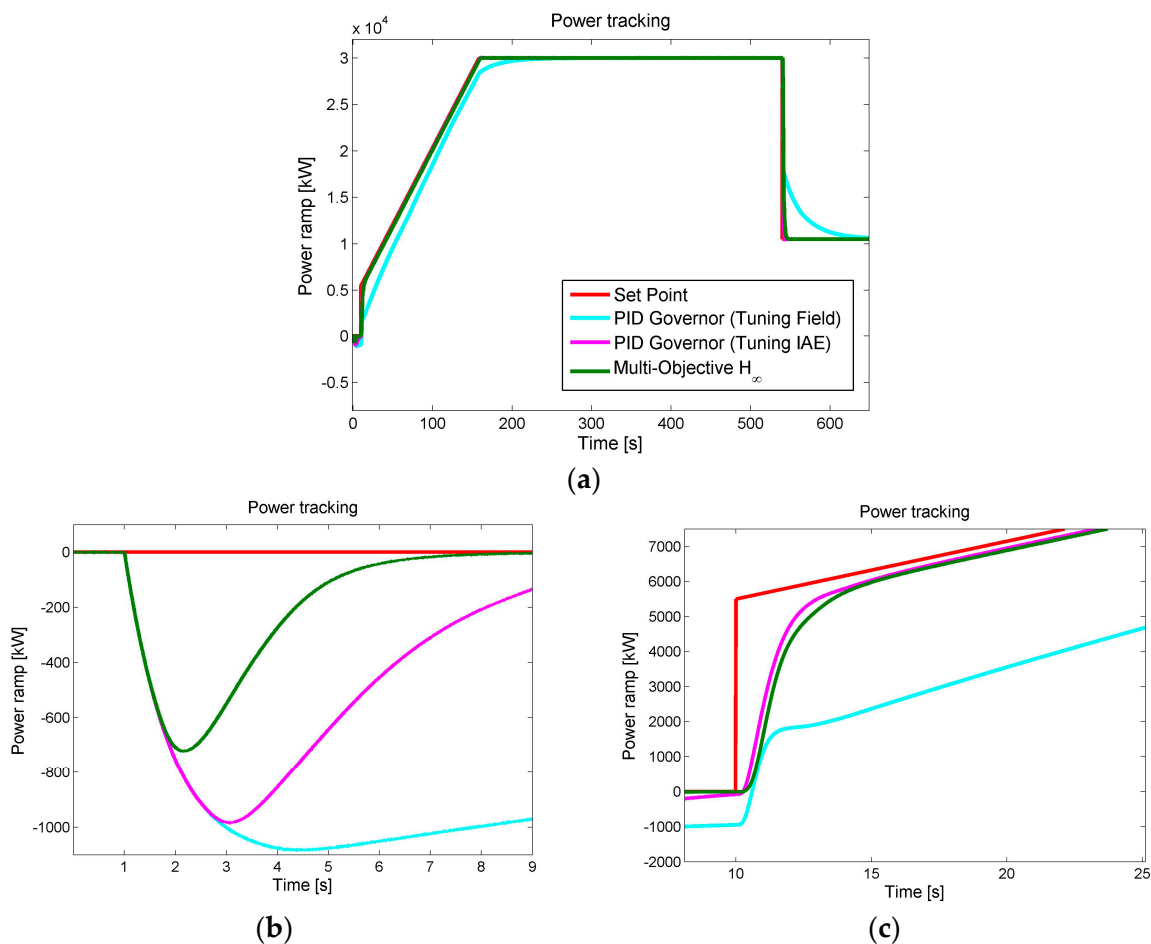 Power tracking
x 10^4
3
2.5
2
1.5
1
0.5
0
-0.5
Power ramp [kW]
Set Point
PID Governor (Tuning Field)
PID Governor (Tuning IAE)
Multi-Objective H∞
0 100 200 300 400 500 600
Time [s]
(a)
Power tracking
0
-200
-400
-600
-800
-1000
Power ramp [kW]
1 2 3 4 5 6 7 8 9
Time [s]
(b)
Power tracking
7000
6000
5000
4000
3000
2000
1000
0
-1000
-2000
Power ramp [kW]
10 15 20 25
Time [s]
(c)